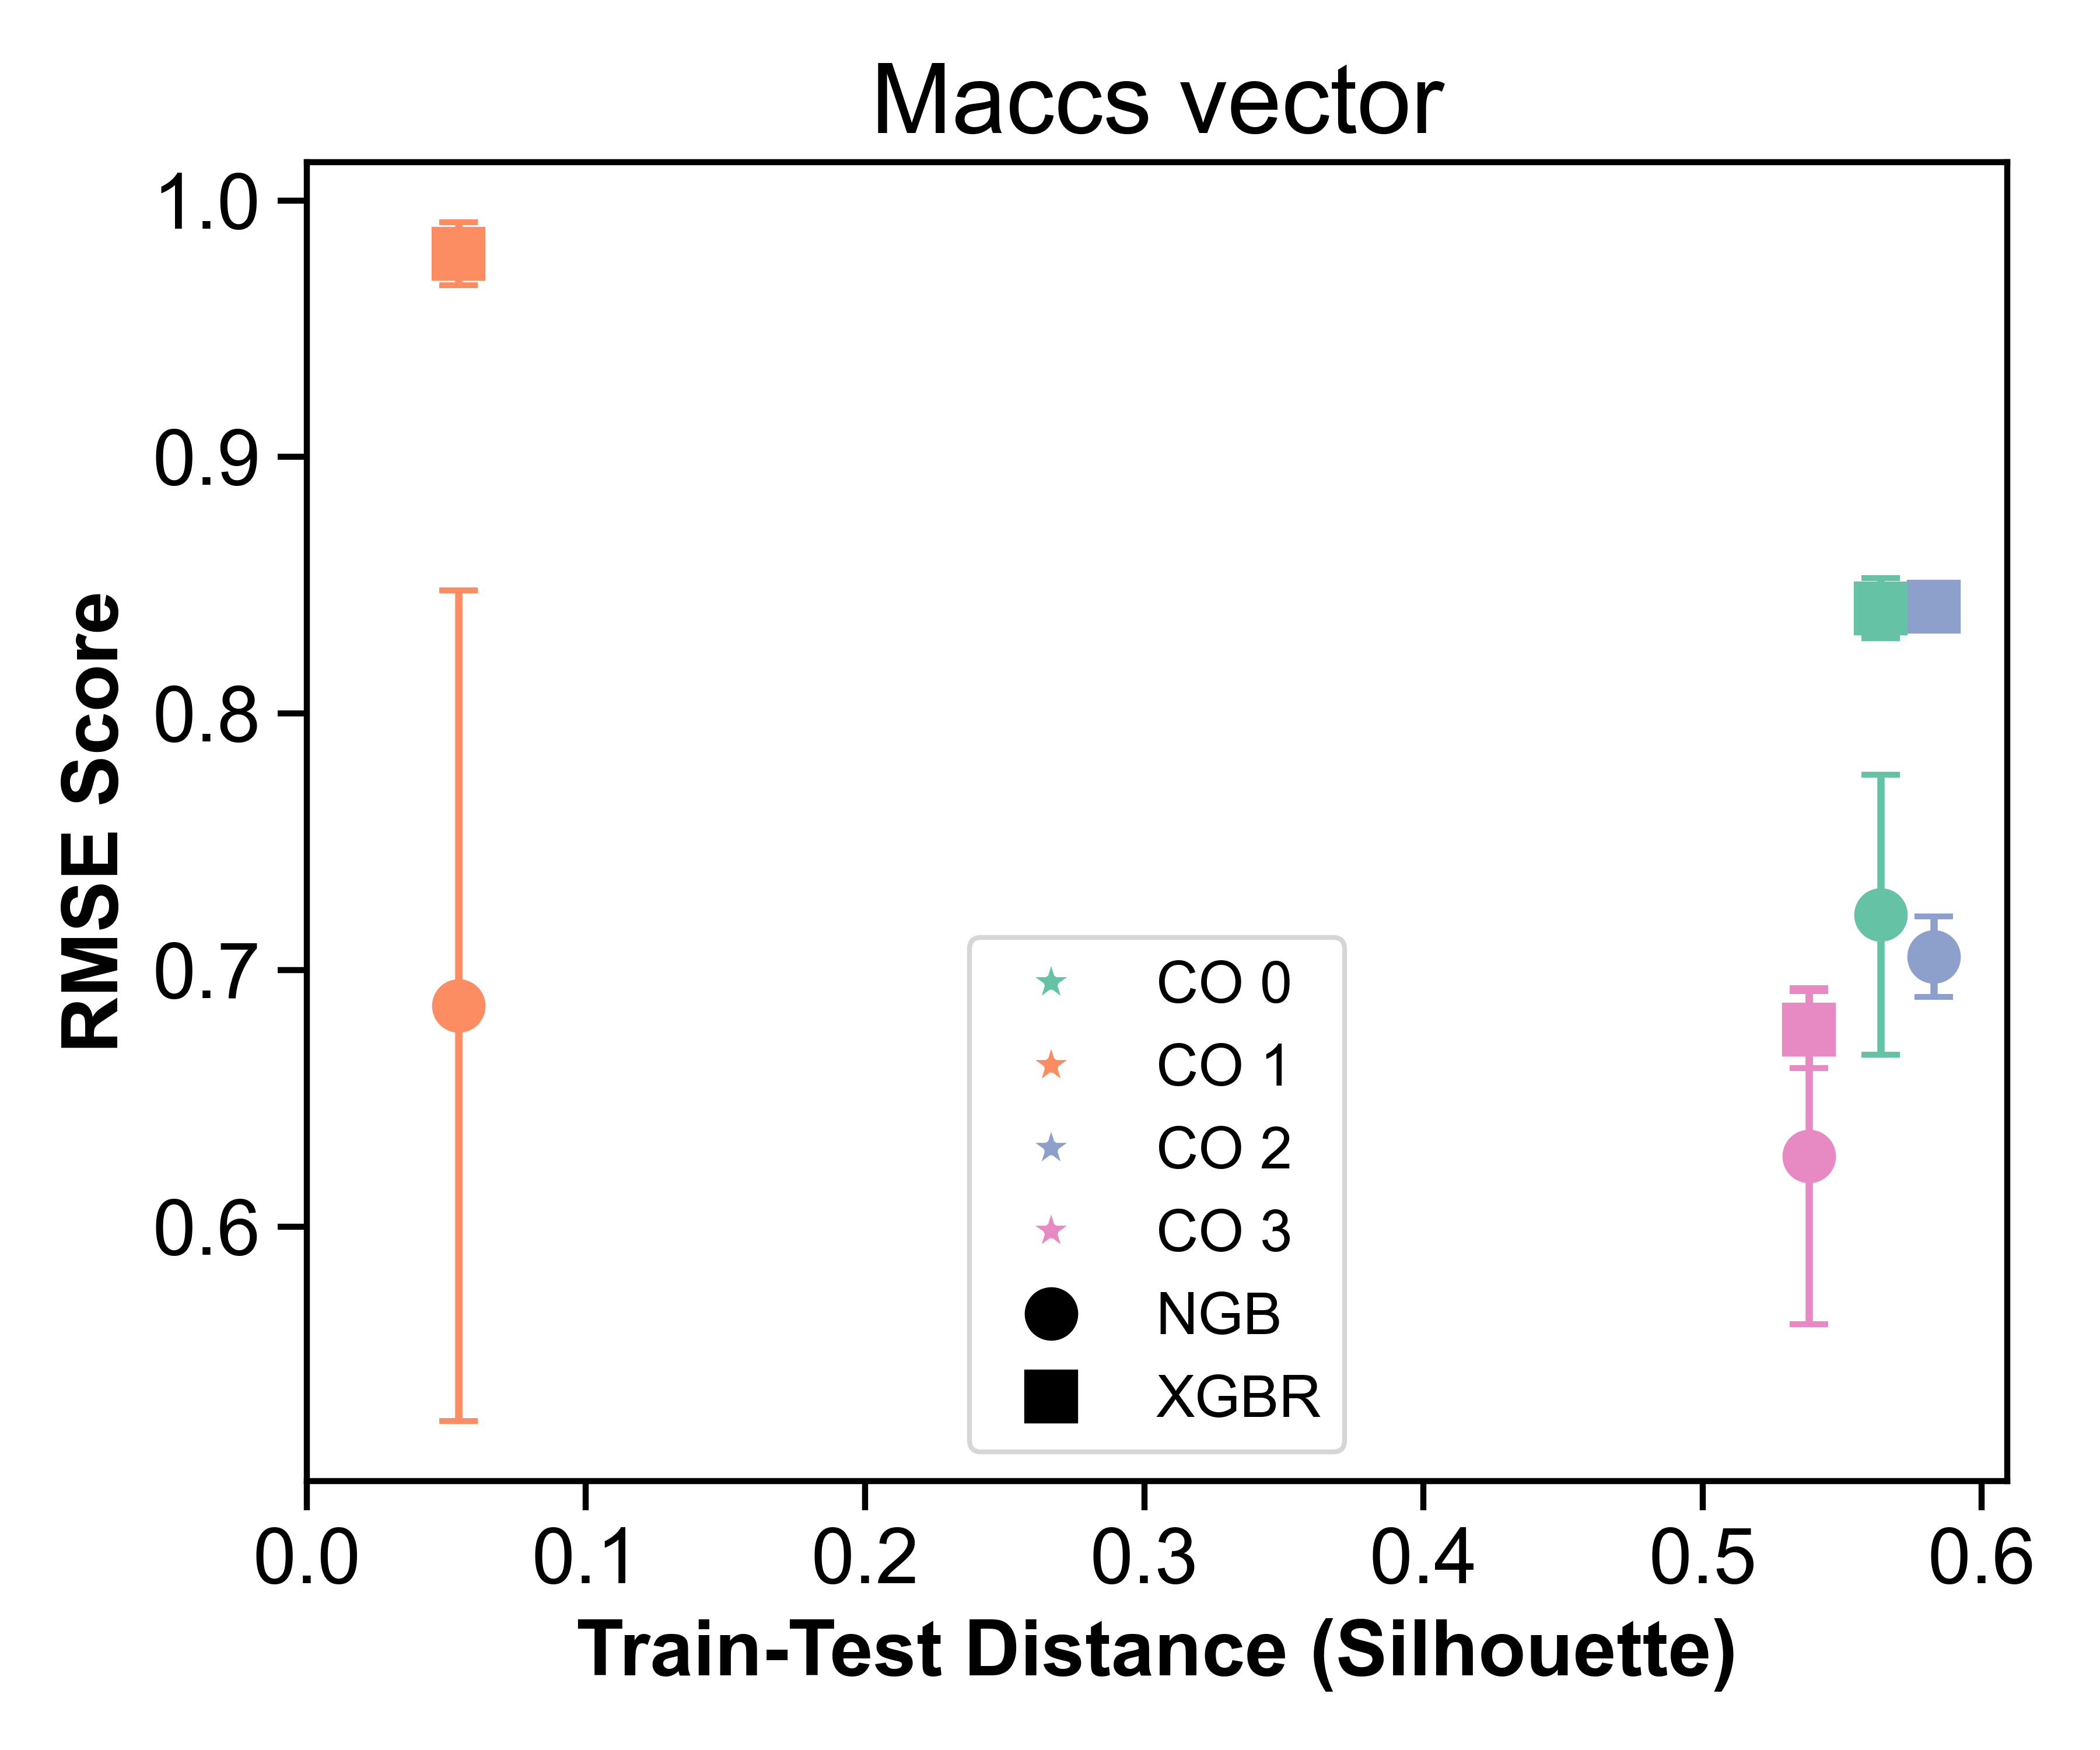 Maccs vector
1.0
0.9
0.8
0.7
0.6
RMSE Score
CO 0
CO 1
CO 2
CO 3
NGB
XGBR
0.0 0.1 0.2 0.3 0.4 0.5 0.6
Train-Test Distance (Silhouette)